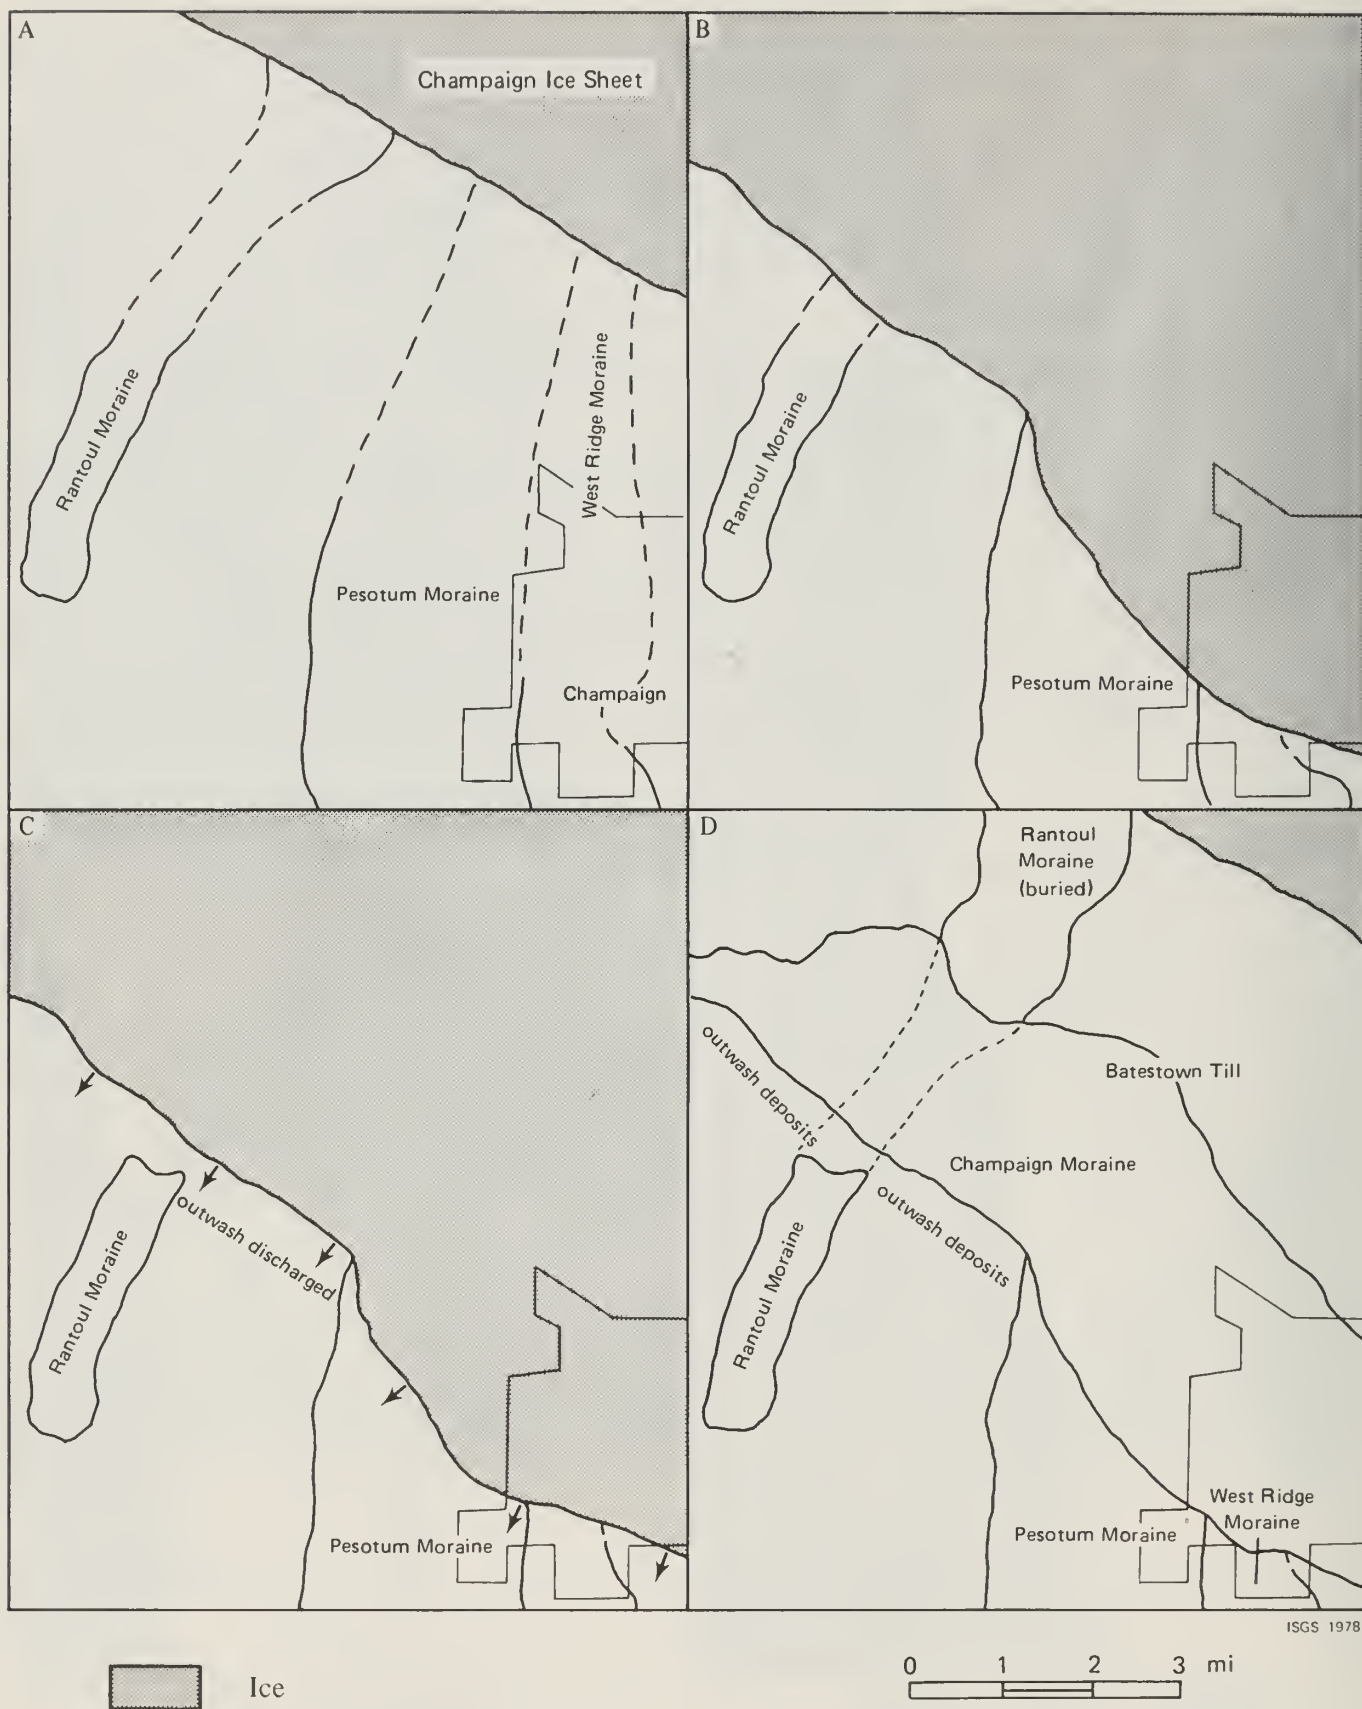 A
Champaign Ice Sheet
Rantoul Moraine
West Ridge Moraine
Pesotum Moraine
Champaign
B
Rantoul Moraine
Pesotum Moraine
C
Rantoul Moraine
outwash discharged
Pesotum Moraine
D
Rantoul
Moraine
(buried)
outwash deposits
Batestown Till
Champaign Moraine
outwash deposits
Rantoul Moraine
West Ridge
Moraine
Pesotum Moraine
ISGS 1978
Ice
0 1 2 3 mi